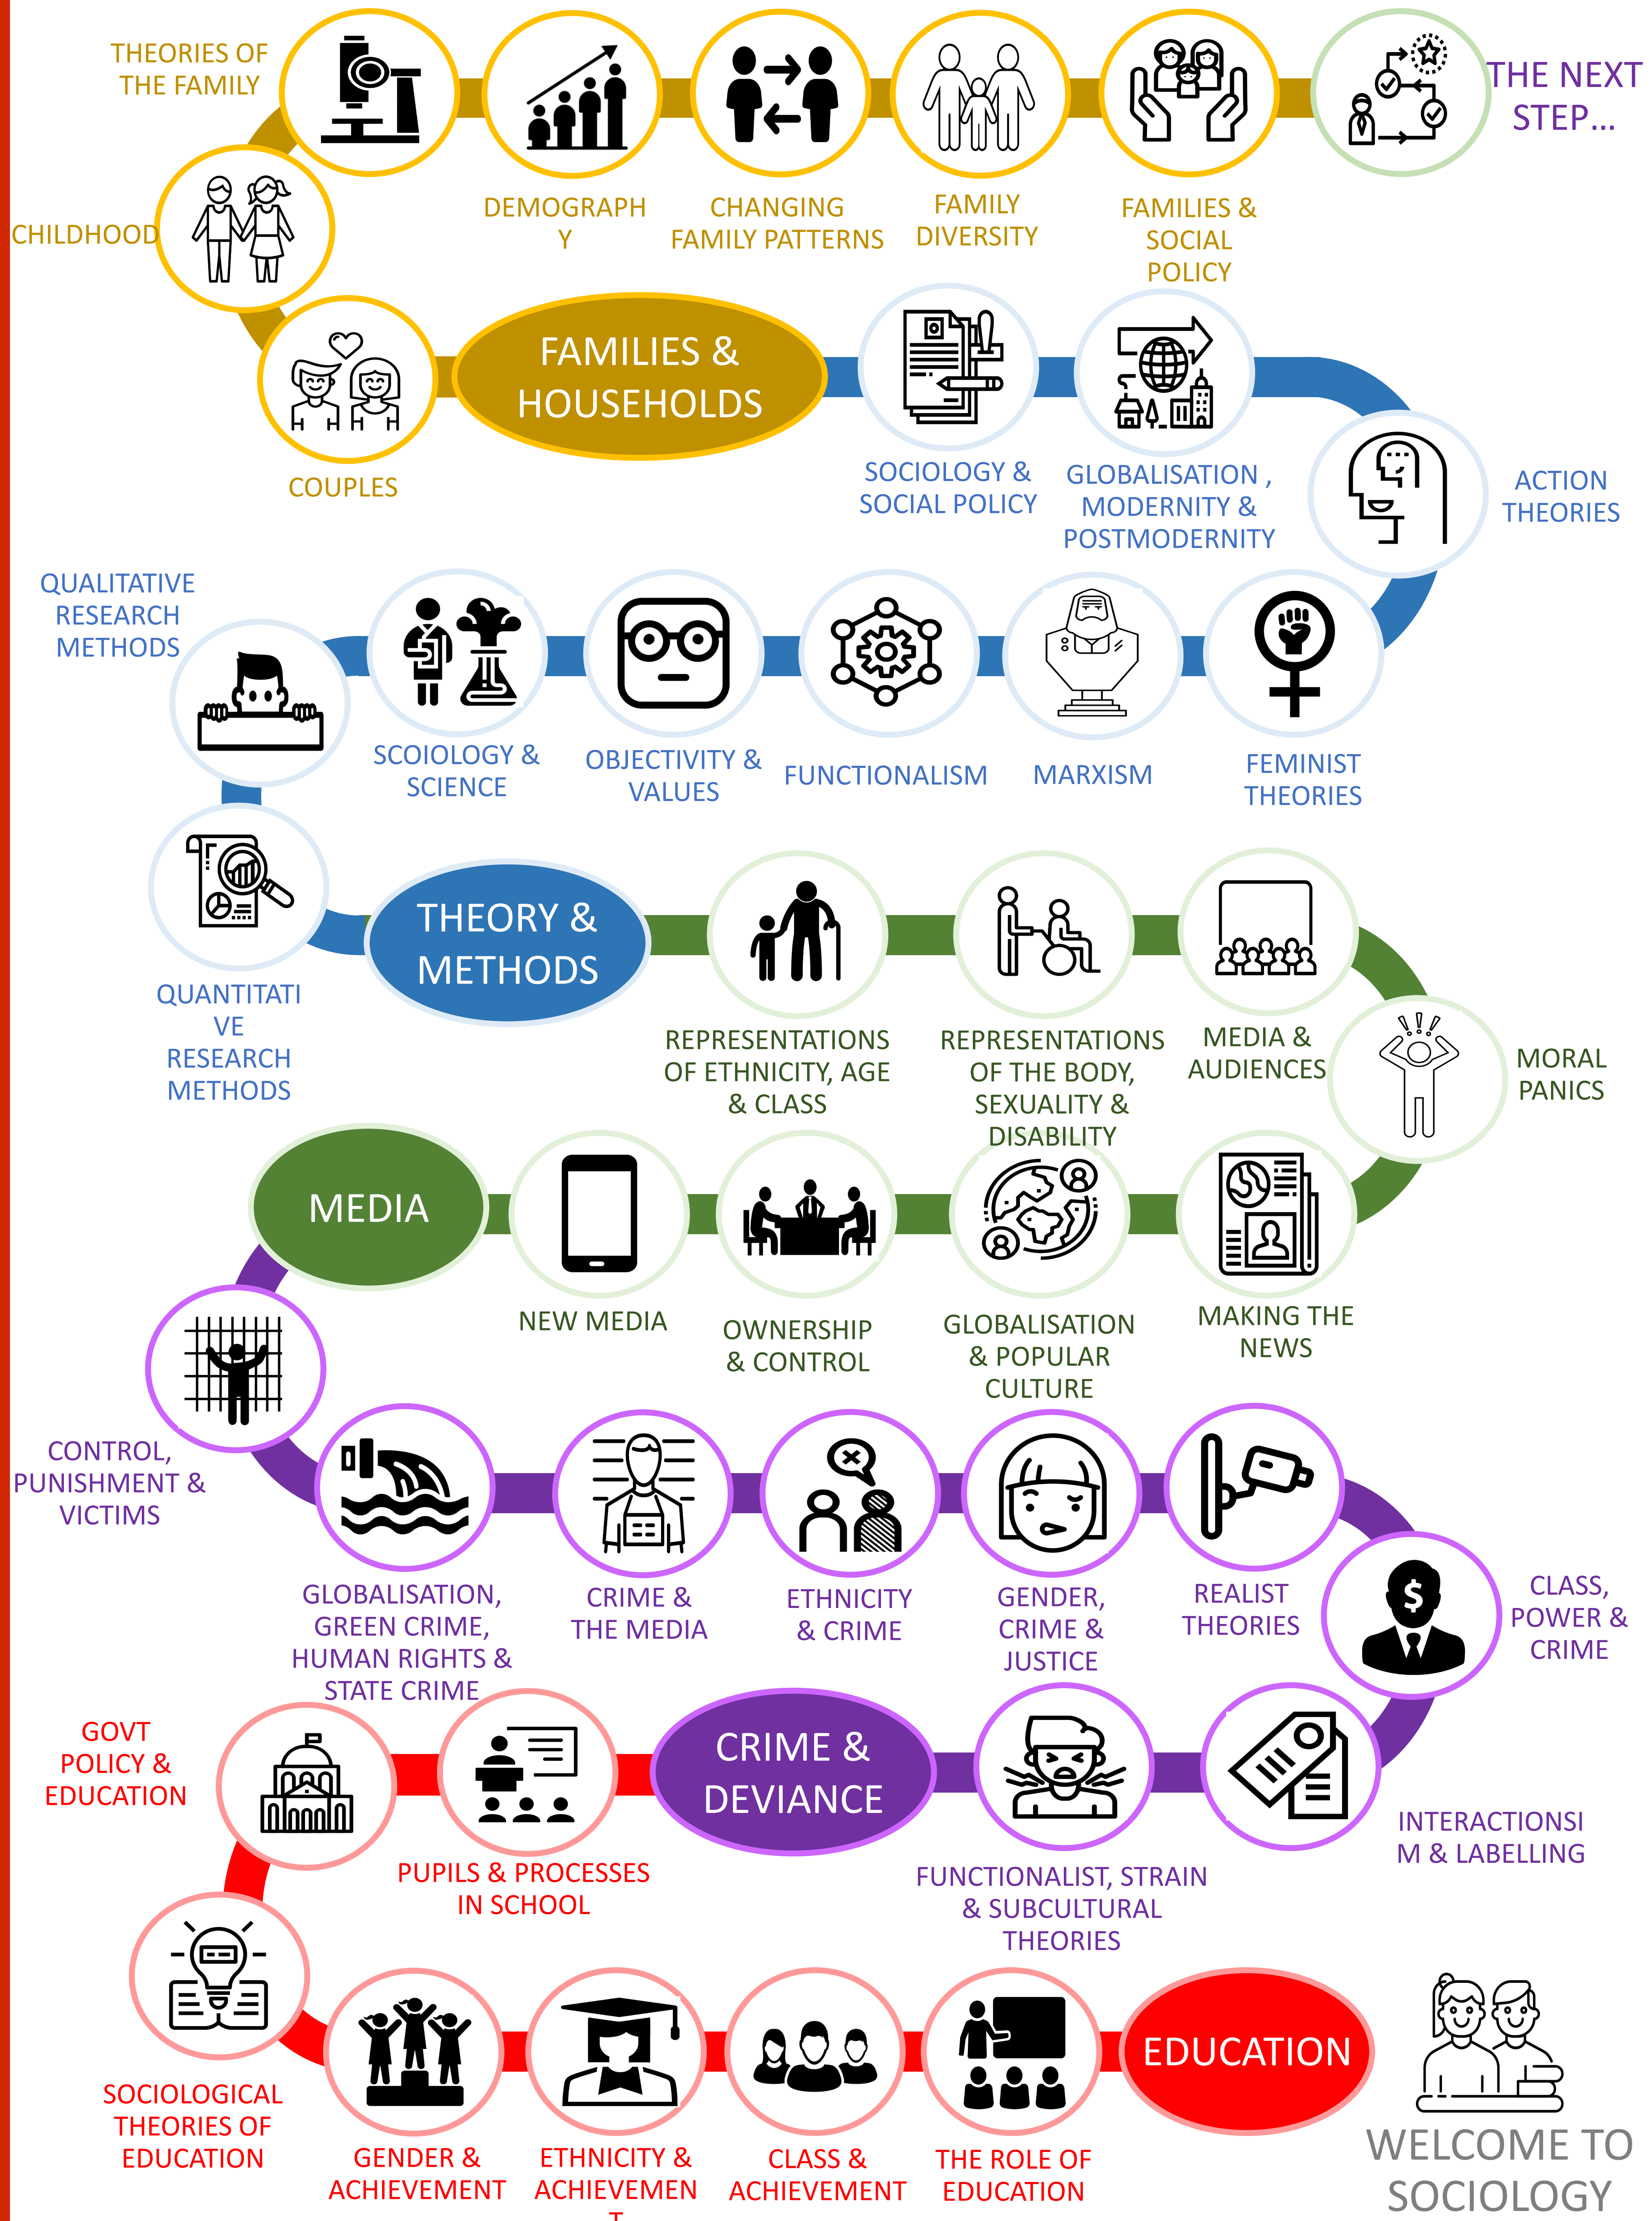 THEORIES OF
THE FAMILY
THE NEXT
STEP...
CHILDHOOD
DEMOGRAPH
Y
CHANGING
FAMILY PATTERNS
FAMILY
DIVERSITY
FAMILIES &
SOCIAL
POLICY
FAMILIES &
HOUSEHOLDS
COUPLES
SOCIOLOGY &
SOCIAL POLICY
GLOBALISATION ,
MODERNITY &
POSTMODERNITY
ACTION
THEORIES
QUALITATIVE
RESEARCH
METHODS
SCOIOLOGY &
SCIENCE
OBJECTIVITY &
VALUES
FUNCTIONALISM
MARXISM
FEMINIST
THEORIES
QUANTITATI
VE
RESEARCH
METHODS
THEORY &
METHODS
REPRESENTATIONS
OF ETHNICITY, AGE
& CLASS
REPRESENTATIONS
OF THE BODY,
SEXUALITY &
DISABILITY
MEDIA &
AUDIENCES
MORAL
PANICS
MEDIA
NEW MEDIA
OWNERSHIP
& CONTROL
GLOBALISATION
& POPULAR
CULTURE
MAKING THE
NEWS
CONTROL,
PUNISHMENT &
VICTIMS
GLOBALISATION,
GREEN CRIME,
HUMAN RIGHTS &
STATE CRIME
CRIME &
THE MEDIA
ETHNICITY
& CRIME
GENDER,
CRIME &
JUSTICE
REALIST
THEORIES
$
CLASS,
POWER &
CRIME
GOVT
POLICY &
EDUCATION
PUPILS & PROCESSES
IN SCHOOL
CRIME &
DEVIANCE
FUNCTIONALIST, STRAIN
& SUBCULTURAL
THEORIES
INTERACTIONSI
M & LABELLING
SOCIOLOGICAL
THEORIES OF
EDUCATION
GENDER &
ACHIEVEMENT
ETHNICITY &
ACHIEVEMEN
T
CLASS &
ACHIEVEMENT
THE ROLE OF
EDUCATION
EDUCATION
WELCOME TO
SOCIOLOGY